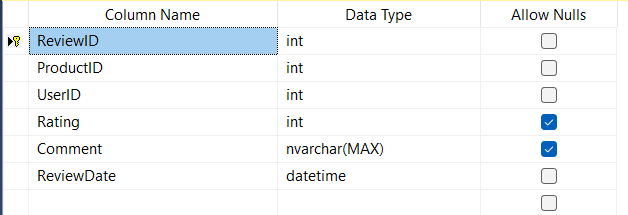 Column Name Data Type Allow Nulls
ReviewID int
ProductID int
UserID int
Rating int
Comment nvarchar(MAX)
ReviewDate datetime